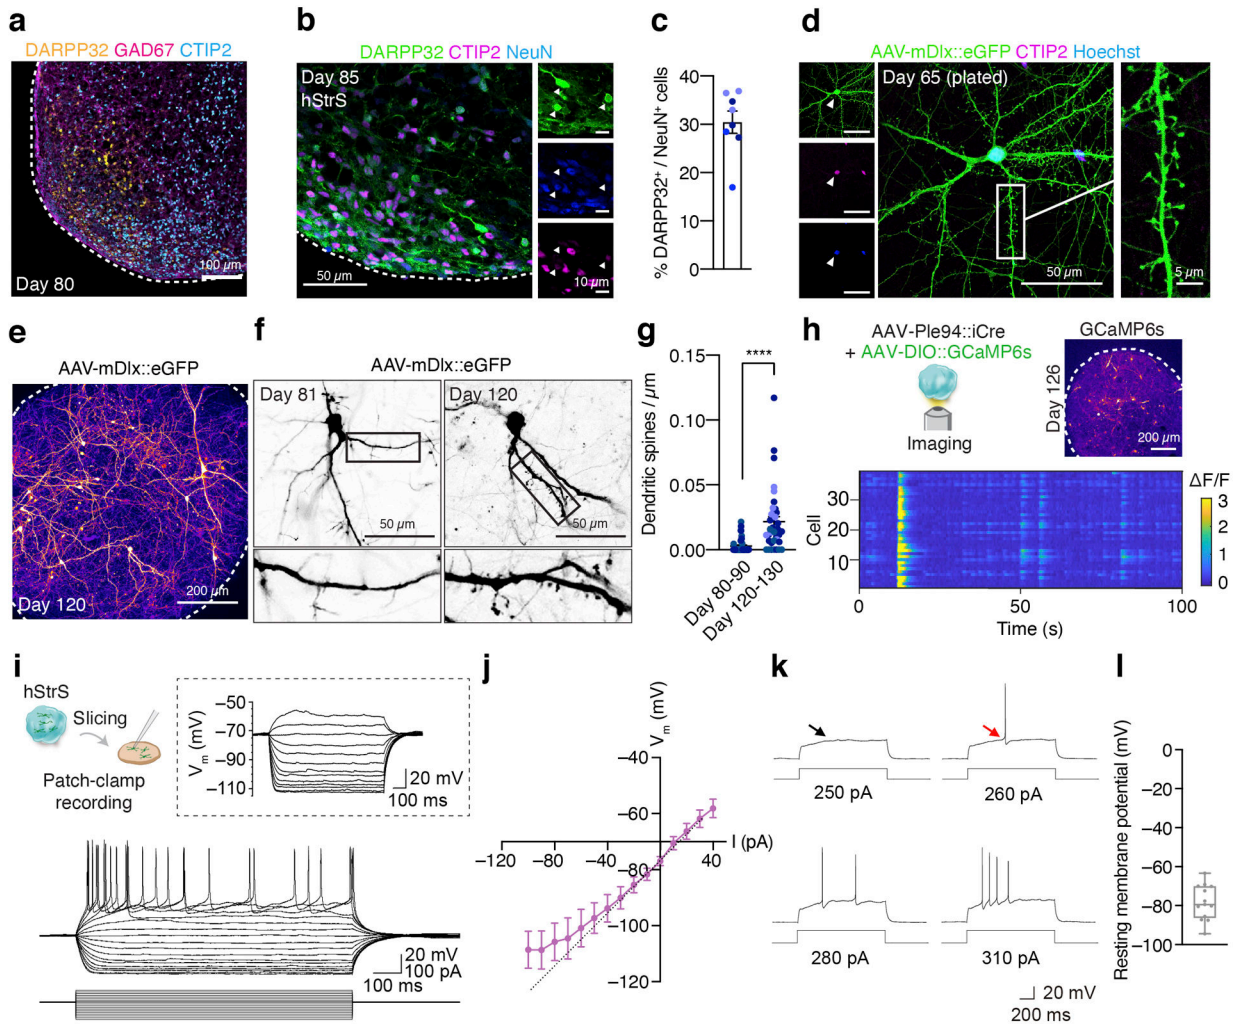 a
DARPP32 GAD67 CTIP2
100 µm
Day 80
b
DARPP32 CTIP2 NeuN
Day 85
hStrS
50 µm
10 µm
c
% DARPP32+ / NeuN+ cells
40
30
20
10
0
d
AAV-mDlx::eGFP CTIP2 Hoechst
Day 65 (plated)
50 µm
5 µm
e
AAV-mDlx::eGFP
Day 120
200 µm
f
AAV-mDlx::eGFP
Day 81
50 µm
Day 120
50 µm
g
Dendritic spines / µm
****
0.15
0.10
0.05
0.00
Day 80-90
Day 120-130
h
AAV-Ple94::iCre
+ AAV-DIO::GCaMP6s
Imaging
GCaMP6s
Day 126
200 µm
Cell
30
20
10
0
50
100
Time (s)
ΔF/F
3
2
1
0
i
hStrS
Slicing
Patch-clamp
recording
Vm (mV)
−50
−70
−90
−110
20 mV
100 ms
20 mV
100 pA
100 ms
j
Vm (mV)
−40
−60
I (pA)
−120
−80
−40
40
−80
−100
−120
k
250 pA
260 pA
280 pA
310 pA
20 mV
200 ms
l
Resting membrane potential (mV)
0
−20
−40
−60
−80
−100